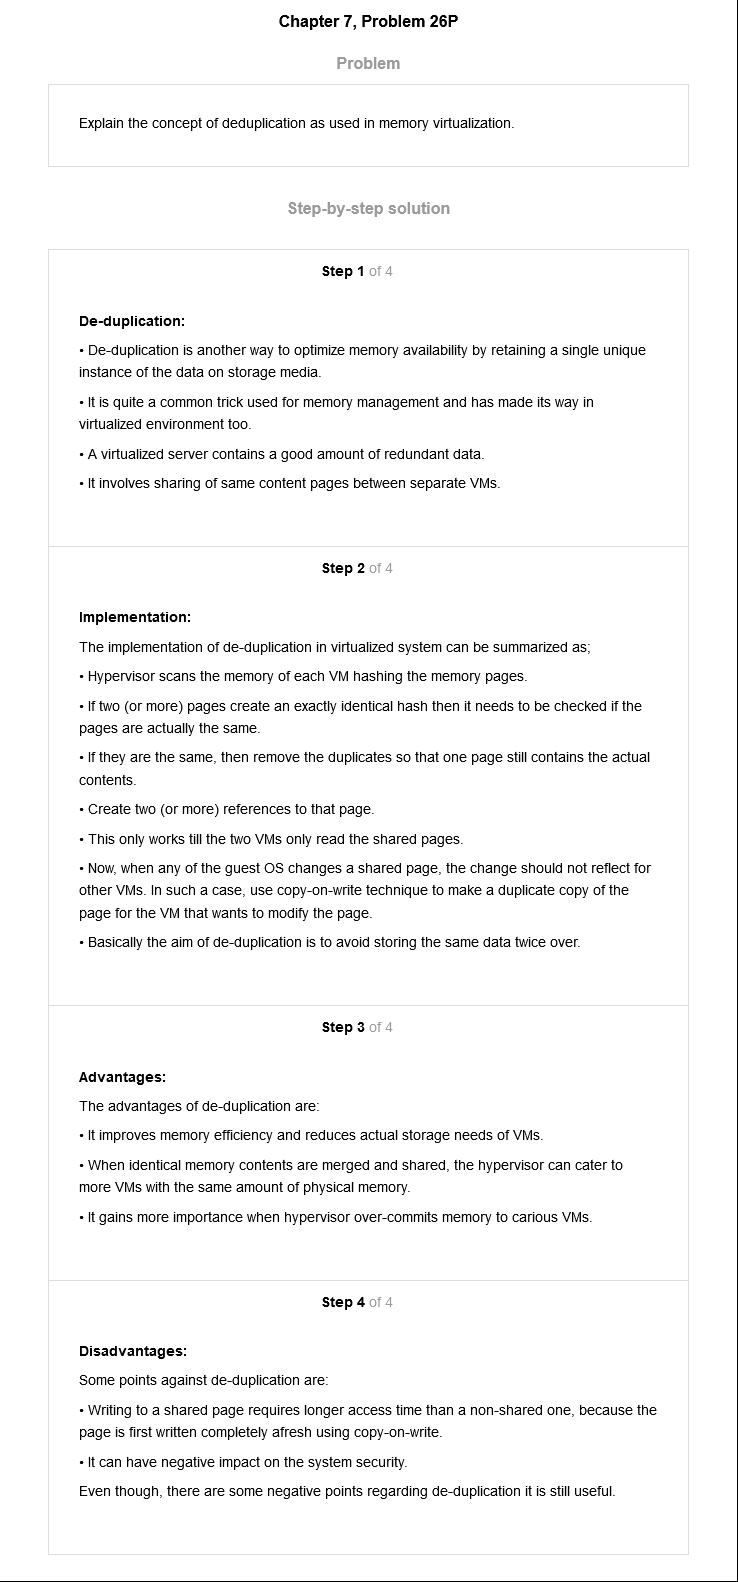 Chapter 7, Problem 26P
Problem
Explain the concept of deduplication as used in memory virtualization.
Step-by-step solution
Step 1 of 4
De-duplication:
• De-duplication is another way to optimize memory availability by retaining a single unique
instance of the data on storage media.
• It is quite a common trick used for memory management and has made its way in
virtualized environment too.
• A virtualized server contains a good amount of redundant data.
• It involves sharing of same content pages between separate VMs.
Step 2 of 4
Implementation:
The implementation of de-duplication in virtualized system can be summarized as;
• Hypervisor scans the memory of each VM hashing the memory pages.
• If two (or more) pages create an exactly identical hash then it needs to be checked if the
pages are actually the same.
• If they are the same, then remove the duplicates so that one page still contains the actual
contents.
• Create two (or more) references to that page.
• This only works till the two VMs only read the shared pages.
• Now, when any of the guest OS changes a shared page, the change should not reflect for
other VMs. In such a case, use copy-on-write technique to make a duplicate copy of the
page for the VM that wants to modify the page.
• Basically the aim of de-duplication is to avoid storing the same data twice over.
Step 3 of 4
Advantages:
The advantages of de-duplication are:
• It improves memory efficiency and reduces actual storage needs of VMs.
• When identical memory contents are merged and shared, the hypervisor can cater to
more VMs with the same amount of physical memory.
• It gains more importance when hypervisor over-commits memory to carious VMs.
Step 4 of 4
Disadvantages:
Some points against de-duplication are:
• Writing to a shared page requires longer access time than a non-shared one, because the
page is first written completely afresh using copy-on-write.
• It can have negative impact on the system security.
Even though, there are some negative points regarding de-duplication it is still useful.